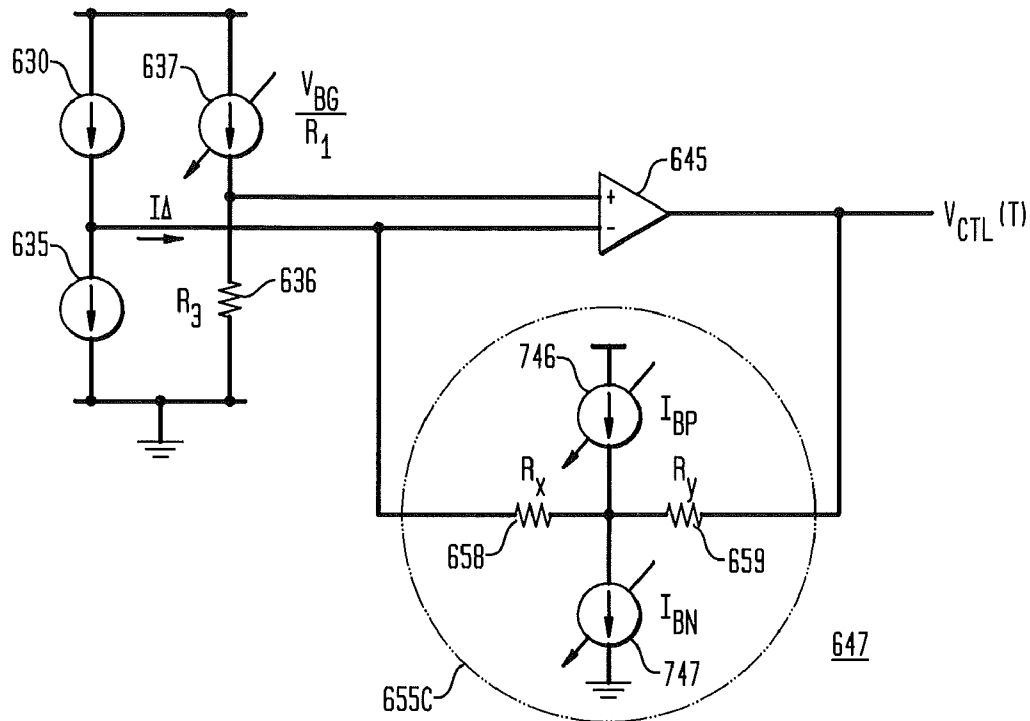 630
637
V_BG
R_1
645
+
-
V_CTL (T)
IΔ
635
R_3
636
746
I_BP
R_x
R_y
658
659
I_BN
747
655C
647